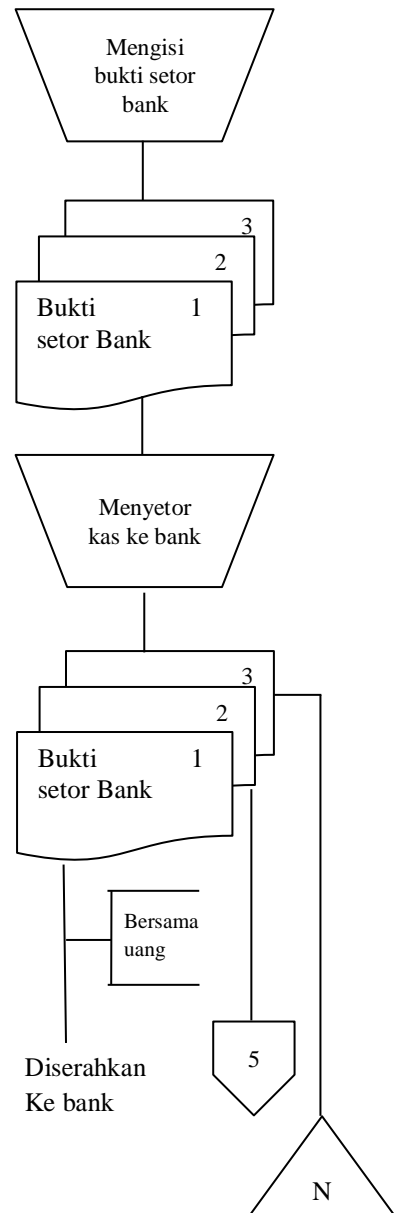 Mengisi
bukti setor
bank
3
2
Bukti 1
setor Bank
Menyetor
kas ke bank
3
2
Bukti 1
setor Bank
Bersama
uang
5
Diserahkan
Ke bank
N